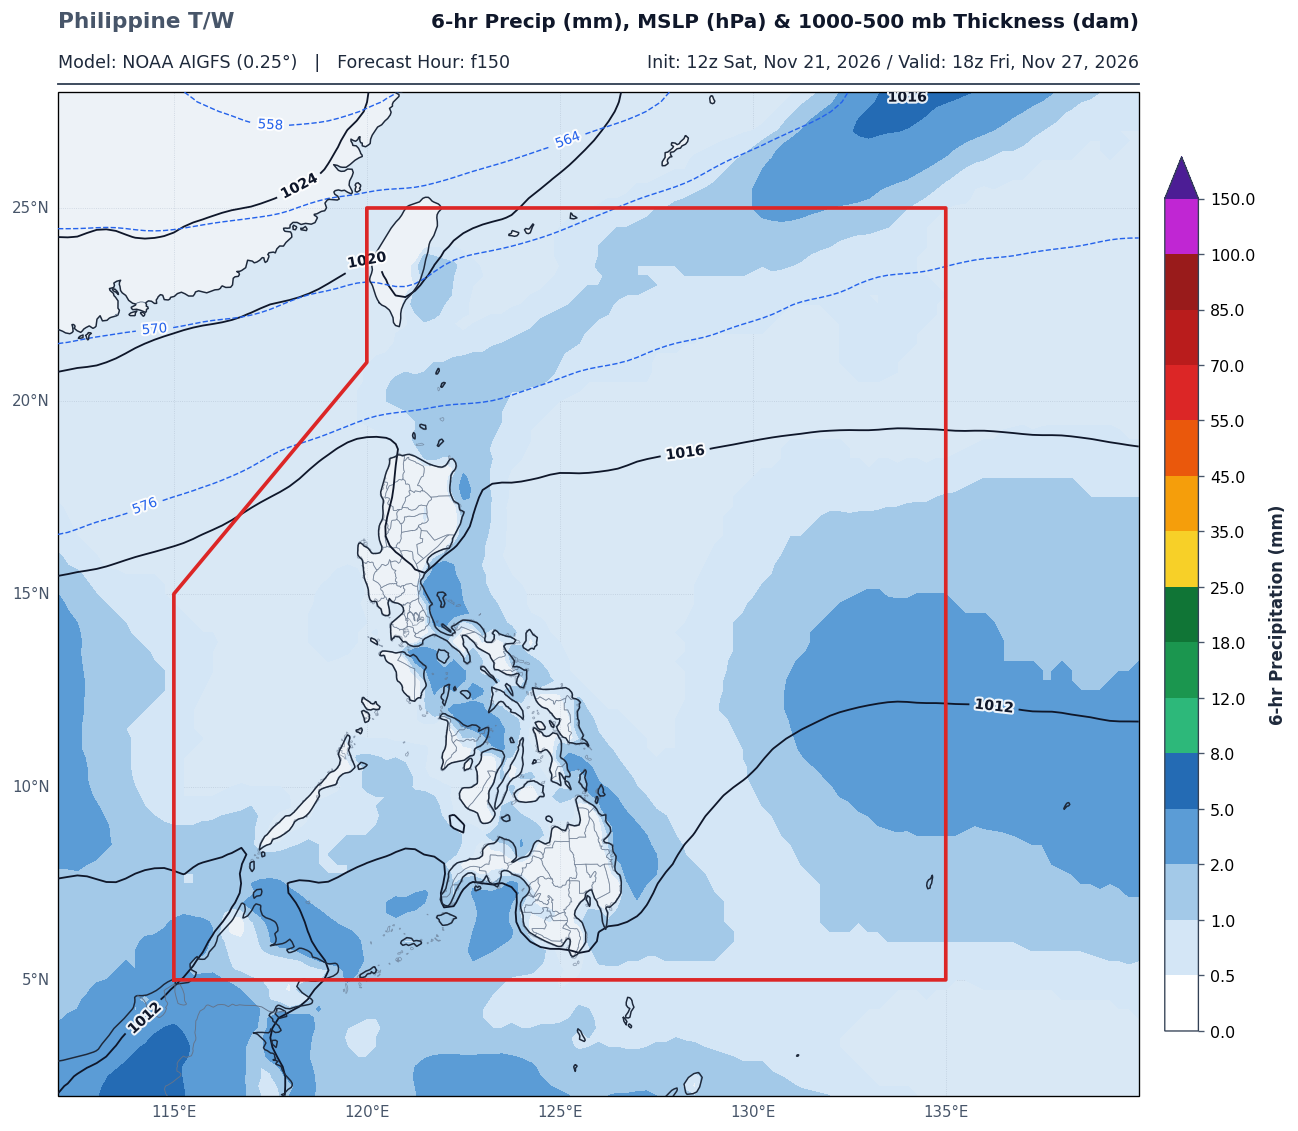 Philippine T/W
6-hr Precip (mm), MSLP (hPa) & 1000-500 mb Thickness (dam)
Model: NOAA AIGFS (0.25°) | Forecast Hour: f150
Init: 12z Sat, Nov 21, 2026 / Valid: 18z Fri, Nov 27, 2026
1016
558
564
1024
150.0
25°N
1020
100.0
570
85.0
70.0
20°N
55.0
1016
45.0
576
35.0
25.0
15°N
18.0
12.0
1012
8.0
10°N
5.0
2.0
1.0
5°N
0.5
1012
0.0
115°E
120°E
125°E
130°E
135°E
6-hr Precipitation (mm)